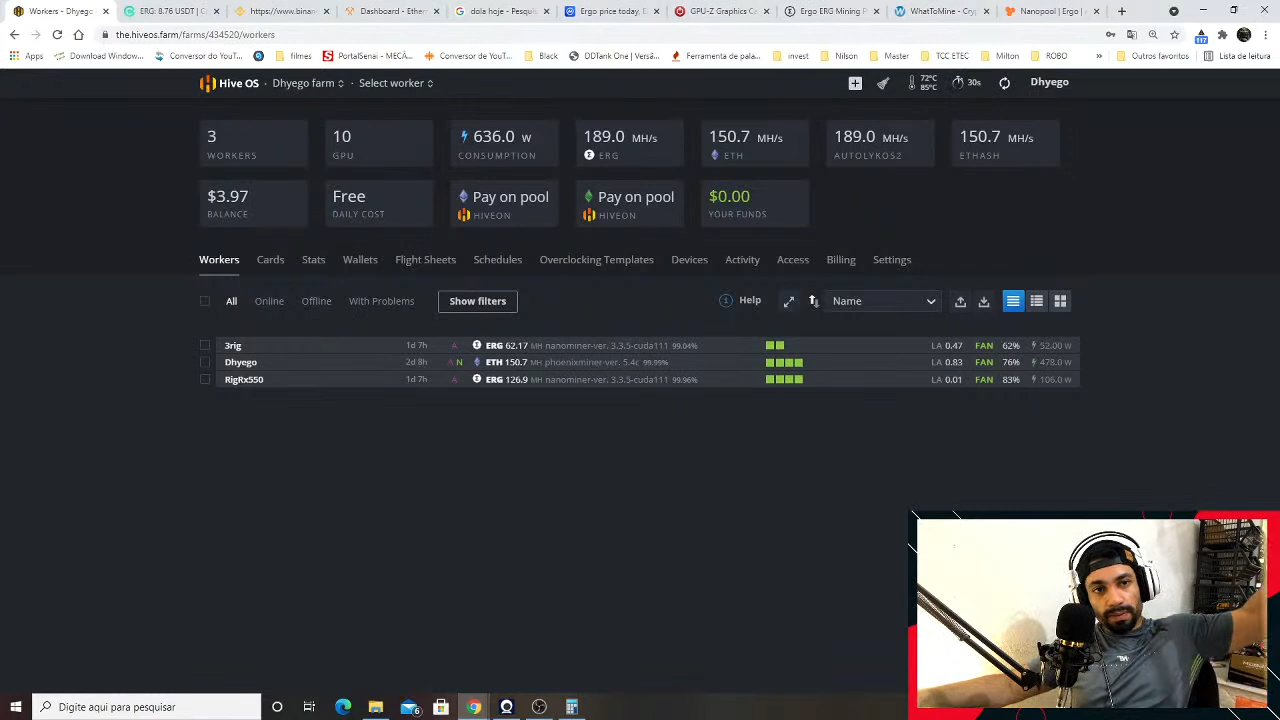 Workers - Dhyego
ERG: 8.76 USDT | C
https://www.binan
Dashboard - Ether
dola hoje - Pesquis
Ergo price today, E
GPU-Z Graphics C
Ergo ERG Mining P
WhatToMine - Cry
Nanopool | Ergo |
the.hiveos.farm/farms/434520/workers
117
Apps
Download Window...
Conversor de YouT...
filmes
PortalSenai - MECÂ...
Conversor de YouT...
Black
DDTank One | Versã...
Ferramenta de pala...
invest
Nilson
Master
TCC ETEC
Milton
ROBO
»
Outros favoritos
Lista de leitura
Hive OS · Dhyego farm · Select worker
72°C
85°C
30s
Dhyego
3
WORKERS
10
GPU
636.0 W
CONSUMPTION
189.0 MH/s
ERG
150.7 MH/s
ETH
189.0 MH/s
AUTOLYKOS2
150.7 MH/s
ETHASH
$3.97
BALANCE
Free
DAILY COST
Pay on pool
HIVEON
Pay on pool
HIVEON
$0.00
YOUR FUNDS
Workers Cards Stats Wallets Flight Sheets Schedules Overclocking Templates Devices Activity Access Billing Settings
All Online Offline With Problems Show filters Help Name
3rig 1d 7h A ERG 62.17 MH nanominer-ver. 3.3.5-cuda111 99.04% LA 0.47 FAN 62% 52.00 W
Dhyego 2d 8h A N ETH 150.7 MH phoenixminer-ver. 5.4c 99.99% LA 0.83 FAN 76% 478.0 W
RigRx550 1d 7h A ERG 126.9 MH nanominer-ver. 3.3.5-cuda111 99.96% LA 0.01 FAN 83% 106.0 W
Digite aqui para pesquisar
6